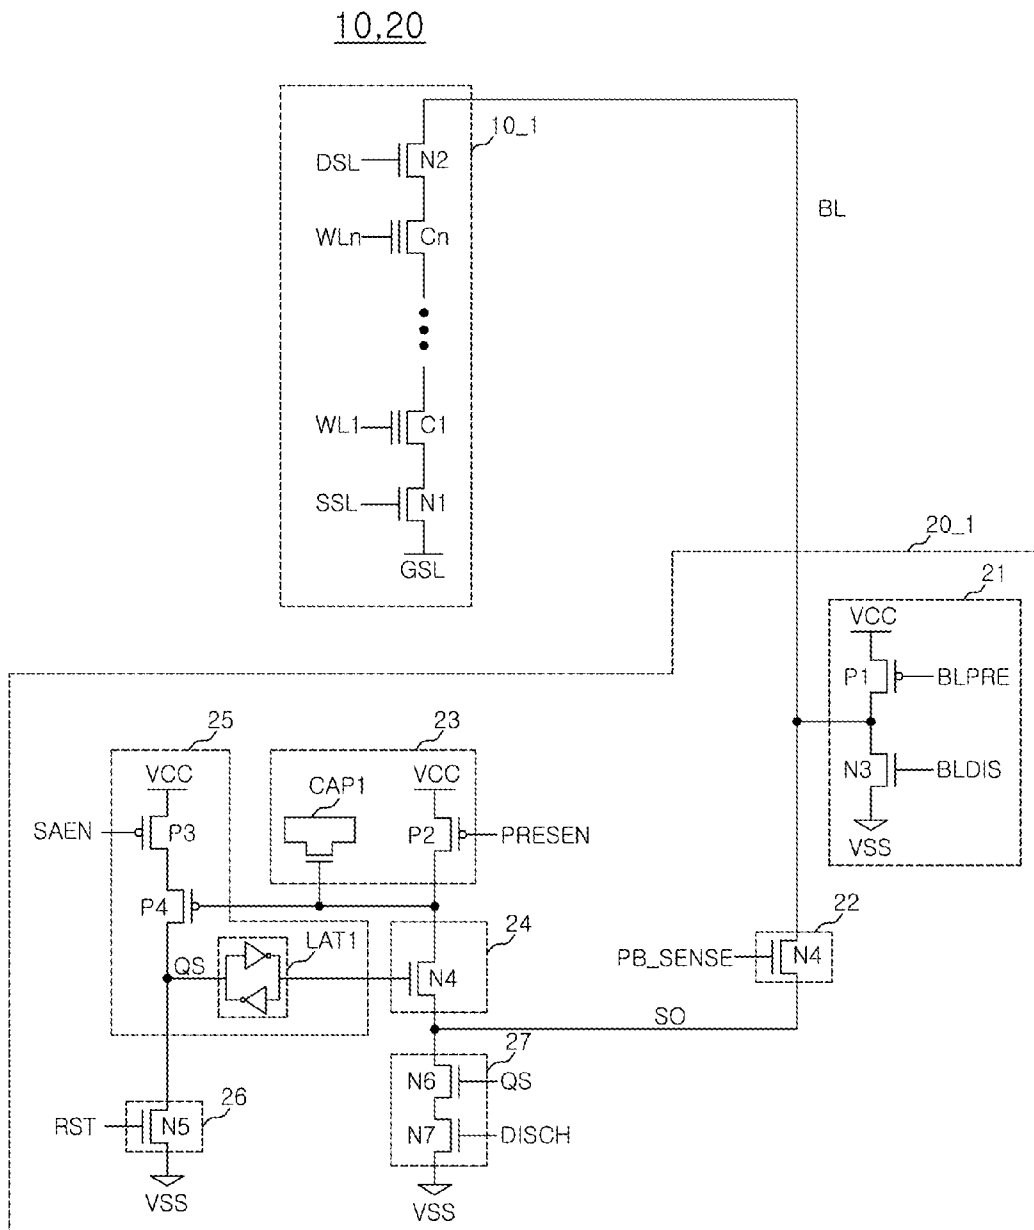 10,20
10_1
DSL
N2
BL
WLn
Cn
WL1
C1
SSL
N1
GSL
20_1
21
VCC
P1
BLPRE
N3
BLDIS
VSS
25
23
VCC
CAP1
VCC
SAEN
P3
P2
PRESEN
P4
22
24
QS
LAT1
N4
PB_SENSE
N4
SO
27
N6
QS
26
RST
N5
N7
DISCH
VSS
VSS